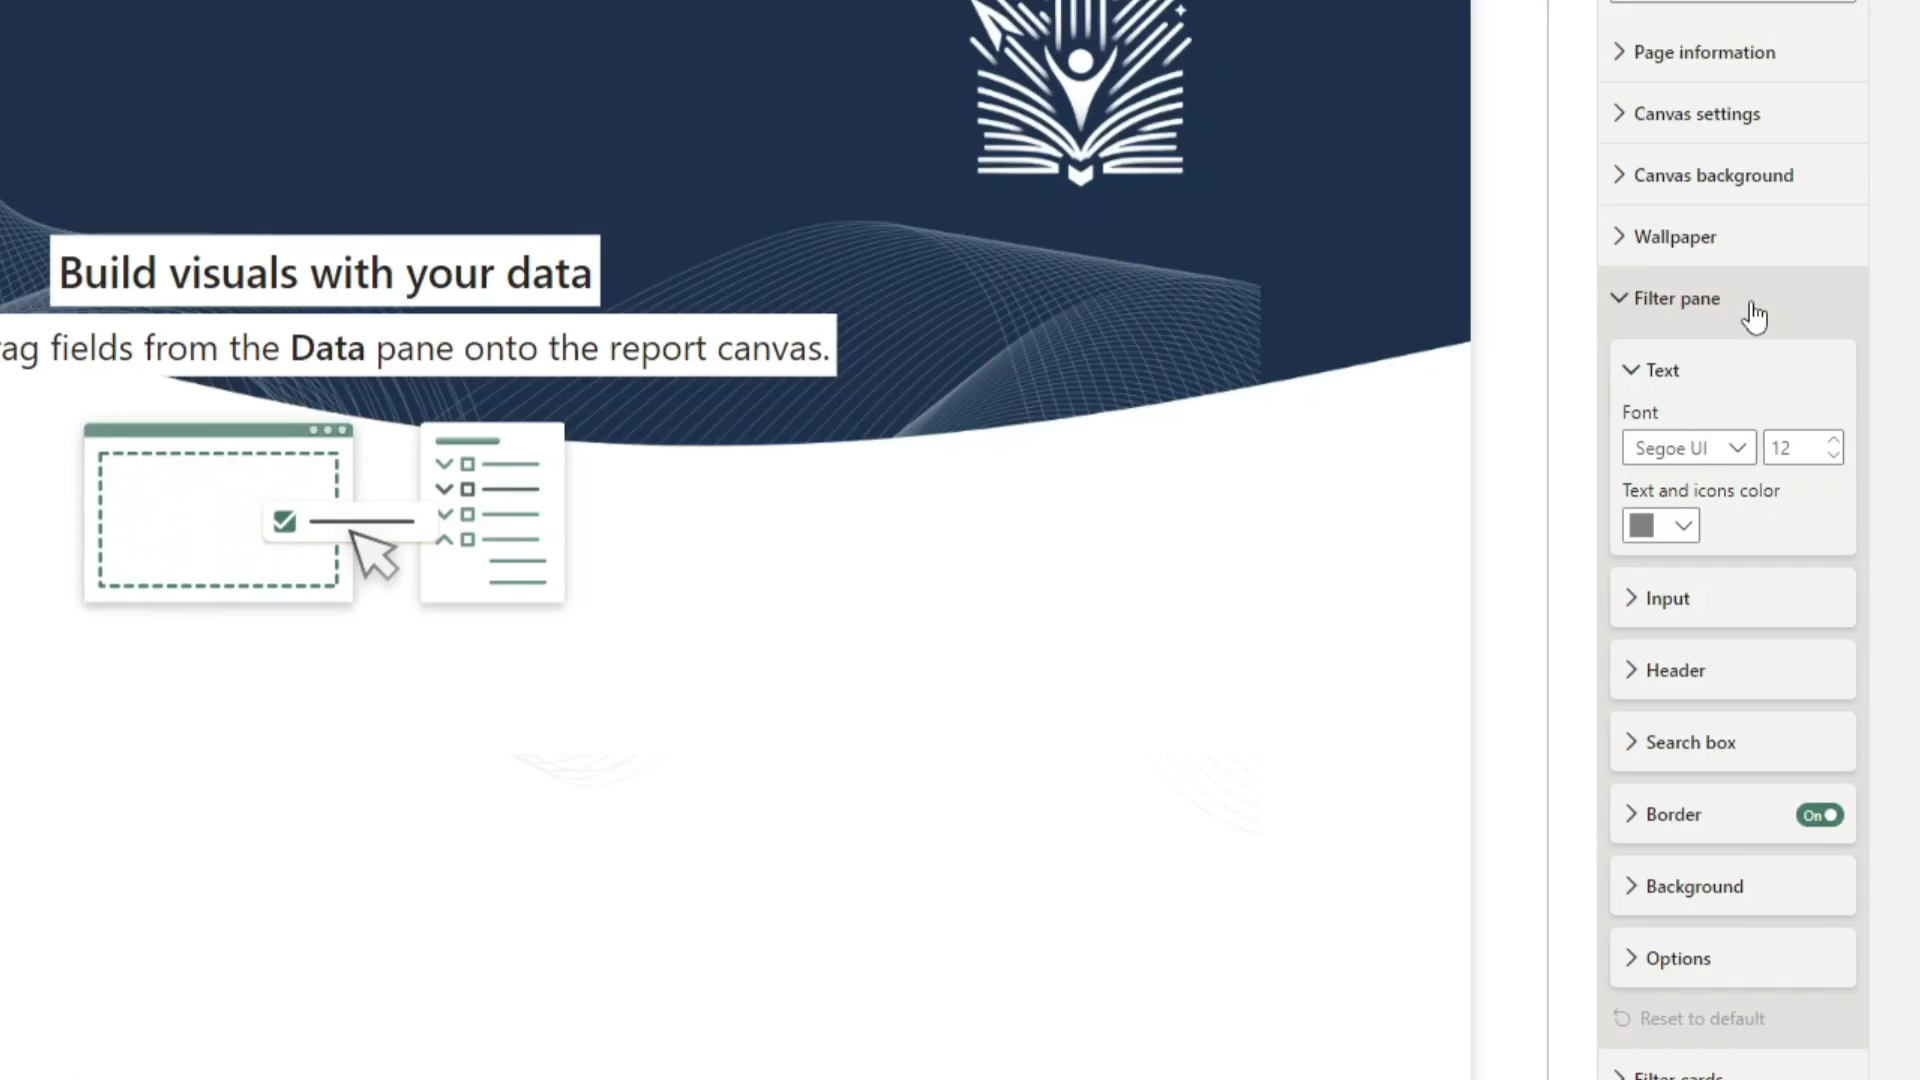 Build visuals with your data
ag fields from the Data pane onto the report canvas.
Page information
Canvas settings
Canvas background
Wallpaper
Filter pane
Text
Font
Segoe UI
12
Text and icons color
Input
Header
Search box
Border
On
Background
Options
Reset to default
Filter cards